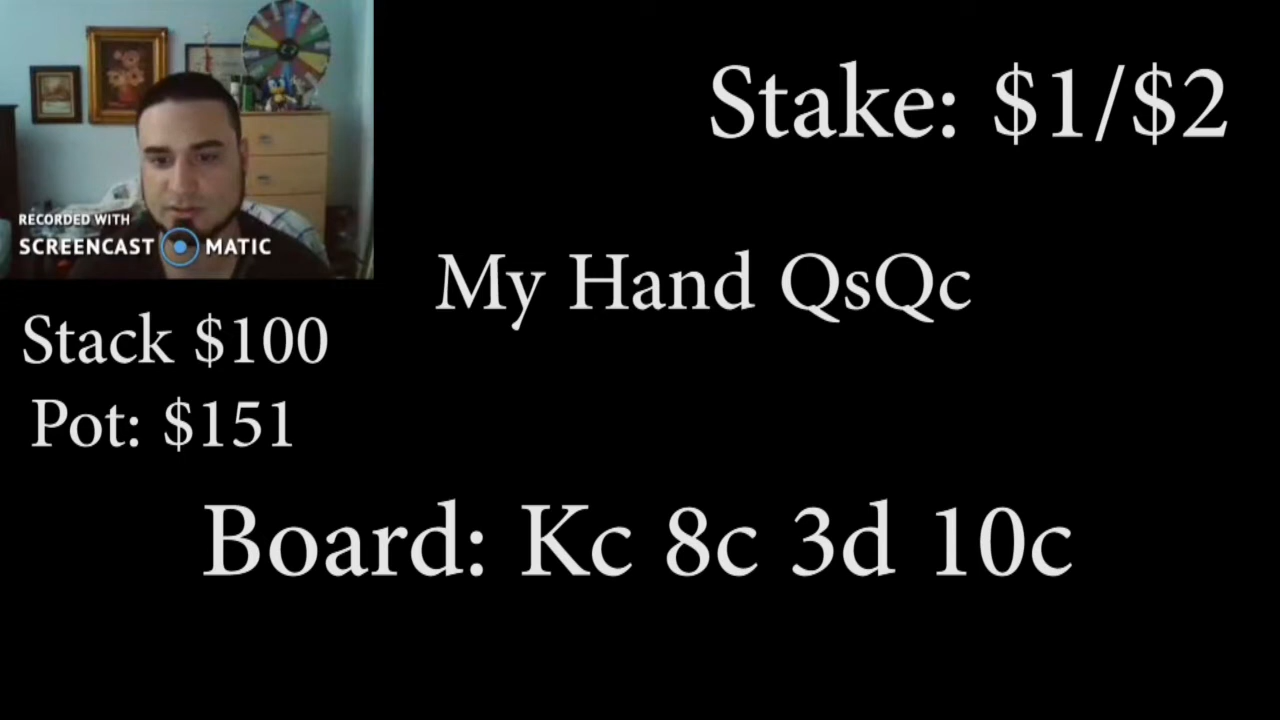 Stake: $1/$2
RECORDED WITH
SCREENCAST MATIC
My Hand QsQc
Stack $100
Pot: $151
Board: Kc 8c 3d 10c